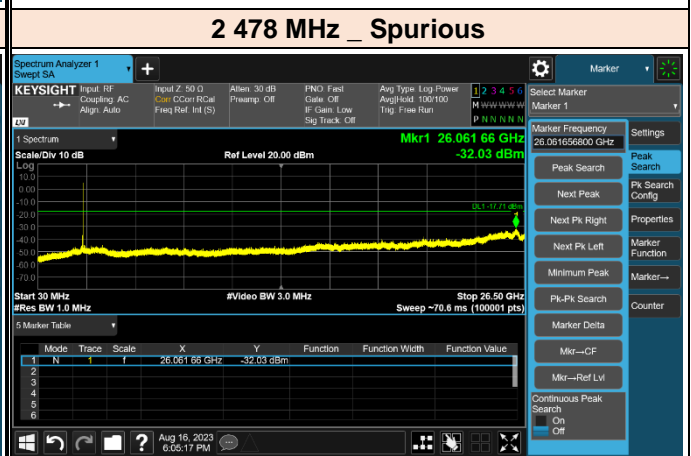 2 478 MHz _ Spurious
Spectrum Analyzer 1
Swept SA
+
Marker
KEYSIGHT
Input: RF
Coupling: AC
Align: Auto
Input Z: 50 Ω
Corr CCorr RCal
Freq Ref: Int (S)
Atten: 30 dB
Preamp: Off
PNO: Fast
Gate: Off
IF Gain: Low
Sig Track: Off
Avg Type: Log-Power
Avg|Hold: 100/100
Trig: Free Run
1 2 3 4 5 6
M W W W W W
P N N N N N
LXI
Select Marker
Marker 1
1 Spectrum
Scale/Div 10 dB
Log
Ref Level 20.00 dBm
Mkr1 26.061 66 GHz
-32.03 dBm
10.0
0.00
-10.0
-20.0
-30.0
-40.0
-50.0
-60.0
-70.0
DL1 -17.71 dBm
1
Start 30 MHz
#Res BW 1.0 MHz
#Video BW 3.0 MHz
Stop 26.50 GHz
Sweep ~70.6 ms (100001 pts)
5 Marker Table
Mode Trace Scale X Y Function Function Width Function Value
1 N 1 f 26.061 66 GHz -32.03 dBm
2
3
4
5
6
Marker Frequency
26.061656800 GHz
Peak Search
Next Peak
Next Pk Right
Next Pk Left
Minimum Peak
Pk-Pk Search
Marker Delta
Mkr→CF
Mkr→Ref Lvl
Continuous Peak
Search
On
Off
Settings
Peak
Search
Pk Search
Config
Properties
Marker
Function
Marker→
Counter
?
Aug 16, 2023
6:05:17 PM